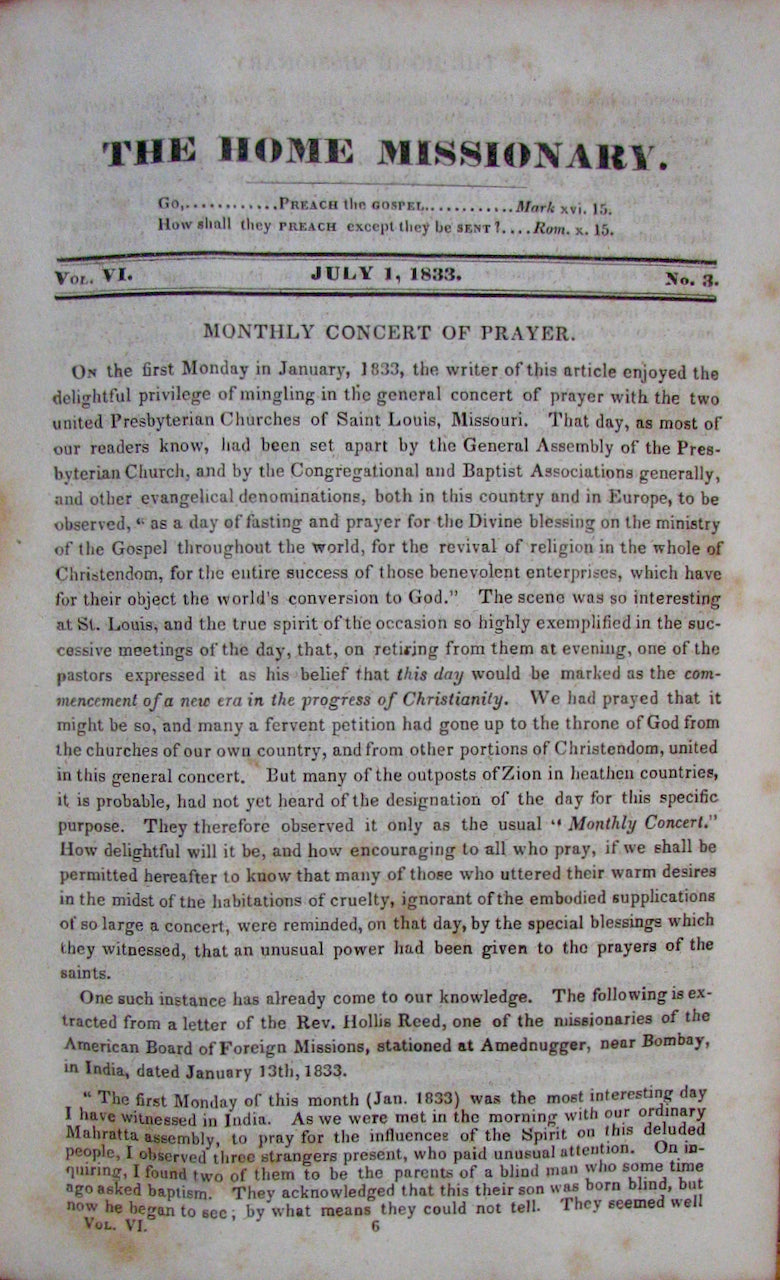 THE HOME MISSIONARY.
Go,............PREACH the GOSPEL............Mark xvi. 15.
How shall they PREACH except they be SENT?....Rom. x. 15.
VOL. VI. JULY 1, 1833. No. 3.
MONTHLY CONCERT OF PRAYER.
ON the first Monday in January, 1833, the writer of this article enjoyed the
delightful privilege of mingling in the general concert of prayer with the two
united Presbyterian Churches of Saint Louis, Missouri. That day, as most of
our readers know, had been set apart by the General Assembly of the Pres-
byterian Church, and by the Congregational and Baptist Associations generally,
and other evangelical denominations, both in this country and in Europe, to be
observed, “ as a day of fasting and prayer for the Divine blessing on the ministry
of the Gospel throughout the world, for the revival of religion in the whole of
Christendom, for the entire success of those benevolent enterprises, which have
for their object the world's conversion to God.” The scene was so interesting
at St. Louis, and the true spirit of the occasion so highly exemplified in the suc-
cessive meetings of the day, that, on retiring from them at evening, one of the
pastors expressed it as his belief that this day would be marked as the com-
mencement of a new era in the progress of Christianity. We had prayed that it
might be so, and many a fervent petition had gone up to the throne of God from
the churches of our own country, and from other portions of Christendom, united
in this general concert. But many of the outposts of Zion in heathen countries,
it is probable, had not yet heard of the designation of the day for this specific
purpose. They therefore observed it only as the usual “ Monthly Concert.”
How delightful will it be, and how encouraging to all who pray, if we shall be
permitted hereafter to know that many of those who uttered their warm desires
in the midst of the habitations of cruelty, ignorant of the embodied supplications
of so large a concert, were reminded, on that day, by the special blessings which
they witnessed, that an unusual power had been given to the prayers of the
saints.
One such instance has already come to our knowledge. The following is ex-
tracted from a letter of the Rev. Hollis Reed, one of the missionaries of the
American Board of Foreign Missions, stationed at Amednugger, near Bombay,
in India, dated January 13th, 1833.
“ The first Monday of this month (Jan. 1833) was the most interesting day
I have witnessed in India. As we were met in the morning with our ordinary
Mahratta assembly, to pray for the influences of the Spirit on this deluded
people, I observed three strangers present, who paid unusual attention. On in-
quiring, I found two of them to be the parents of a blind man who some time
ago asked baptism. They acknowledged that this their son was born blind, but
now he began to see; by what means they could not tell. They seemed well
VOL. VI. 6